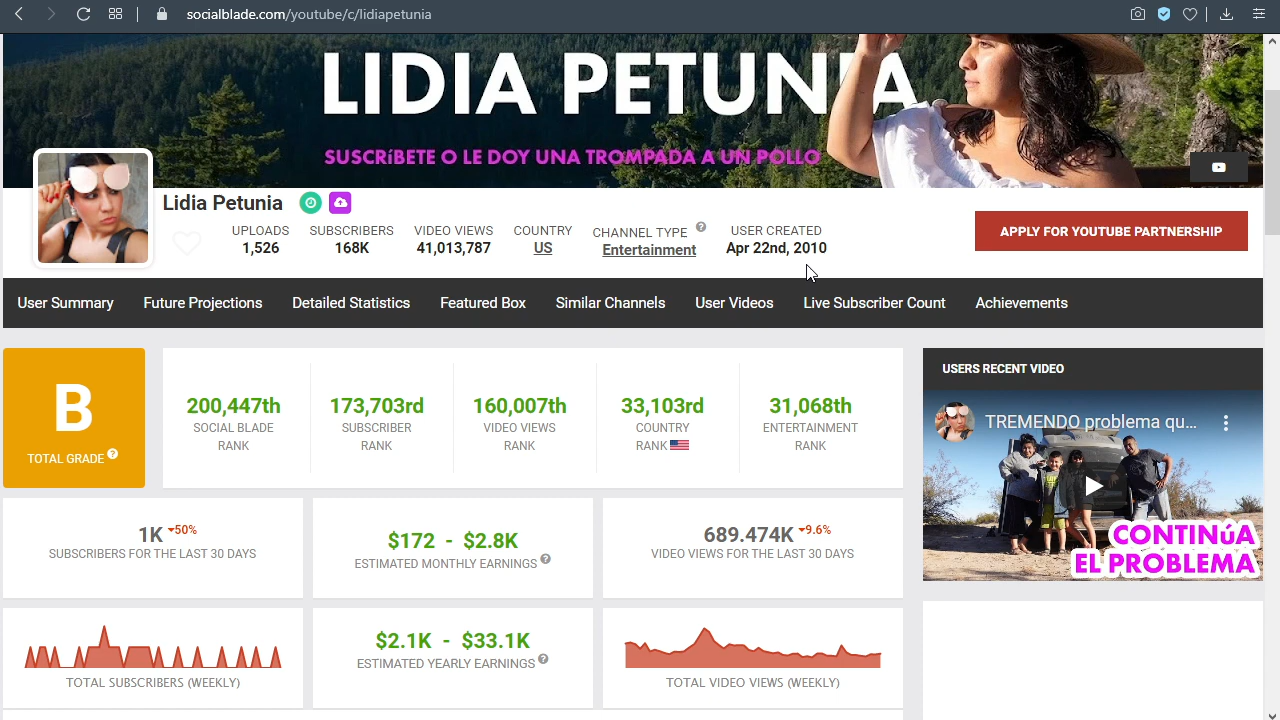 socialblade.com/youtube/c/lidiapetunia
LIDIA PETUNIA
SUSCRíBETE O LE DOY UNA TROMPADA A UN POLLO
Lidia Petunia
UPLOADS
1,526
SUBSCRIBERS
168K
VIDEO VIEWS
41,013,787
COUNTRY
US
CHANNEL TYPE ?
Entertainment
USER CREATED
Apr 22nd, 2010
APPLY FOR YOUTUBE PARTNERSHIP
User Summary Future Projections Detailed Statistics Featured Box Similar Channels User Videos Live Subscriber Count Achievements
B
TOTAL GRADE ?
200,447th
SOCIAL BLADE
RANK
173,703rd
SUBSCRIBER
RANK
160,007th
VIDEO VIEWS
RANK
33,103rd
COUNTRY
RANK
31,068th
ENTERTAINMENT
RANK
USERS RECENT VIDEO
TREMENDO problema qu...
CONTINúA
EL PROBLEMA
1K -50%
SUBSCRIBERS FOR THE LAST 30 DAYS
$172 - $2.8K
ESTIMATED MONTHLY EARNINGS ?
689.474K -9.6%
VIDEO VIEWS FOR THE LAST 30 DAYS
TOTAL SUBSCRIBERS (WEEKLY)
$2.1K - $33.1K
ESTIMATED YEARLY EARNINGS ?
TOTAL VIDEO VIEWS (WEEKLY)